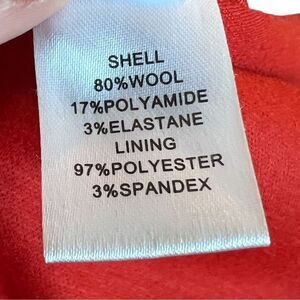 SHELL
80%WOOL
17%POLYAMIDE
3%ELASTANE
LINING
97%POLYESTER
3%SPANDEX